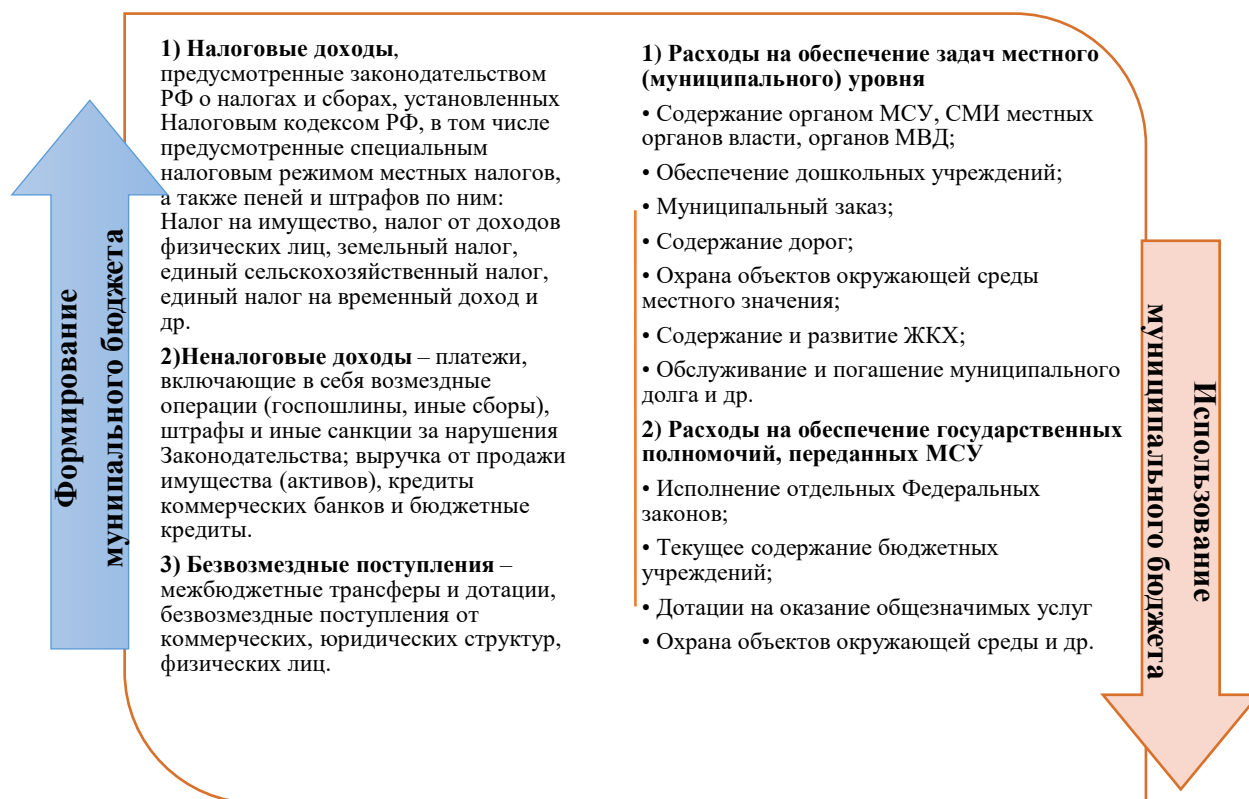 Формирование
мунипального бюджета
1) Налоговые доходы,
предусмотренные законодательством
РФ о налогах и сборах, установленных
Налоговым кодексом РФ, в том числе
предусмотренные специальным
налоговым режимом местных налогов,
а также пеней и штрафов по ним:
Налог на имущество, налог от доходов
физических лиц, земельный налог,
единый сельскохозяйственный налог,
единый налог на временный доход и
др.
2)Неналоговые доходы – платежи,
включающие в себя возмездные
операции (госпошлины, иные сборы),
штрафы и иные санкции за нарушения
Законодательства; выручка от продажи
имущества (активов), кредиты
коммерческих банков и бюджетные
кредиты.
3) Безвозмездные поступления –
межбюджетные трансферы и дотации,
безвозмездные поступления от
коммерческих, юридических структур,
физических лиц.
1) Расходы на обеспечение задач местного
(муниципального) уровня
• Содержание органом МСУ, СМИ местных
органов власти, органов МВД;
• Обеспечение дошкольных учреждений;
• Муниципальный заказ;
• Содержание дорог;
• Охрана объектов окружающей среды
местного значения;
• Содержание и развитие ЖКХ;
• Обслуживание и погашение муниципального
долга и др.
2) Расходы на обеспечение государственных
полномочий, переданных МСУ
• Исполнение отдельных Федеральных
законов;
• Текущее содержание бюджетных
учреждений;
• Дотации на оказание общезначимых услуг
• Охрана объектов окружающей среды и др.
Использование
муниципального бюджета